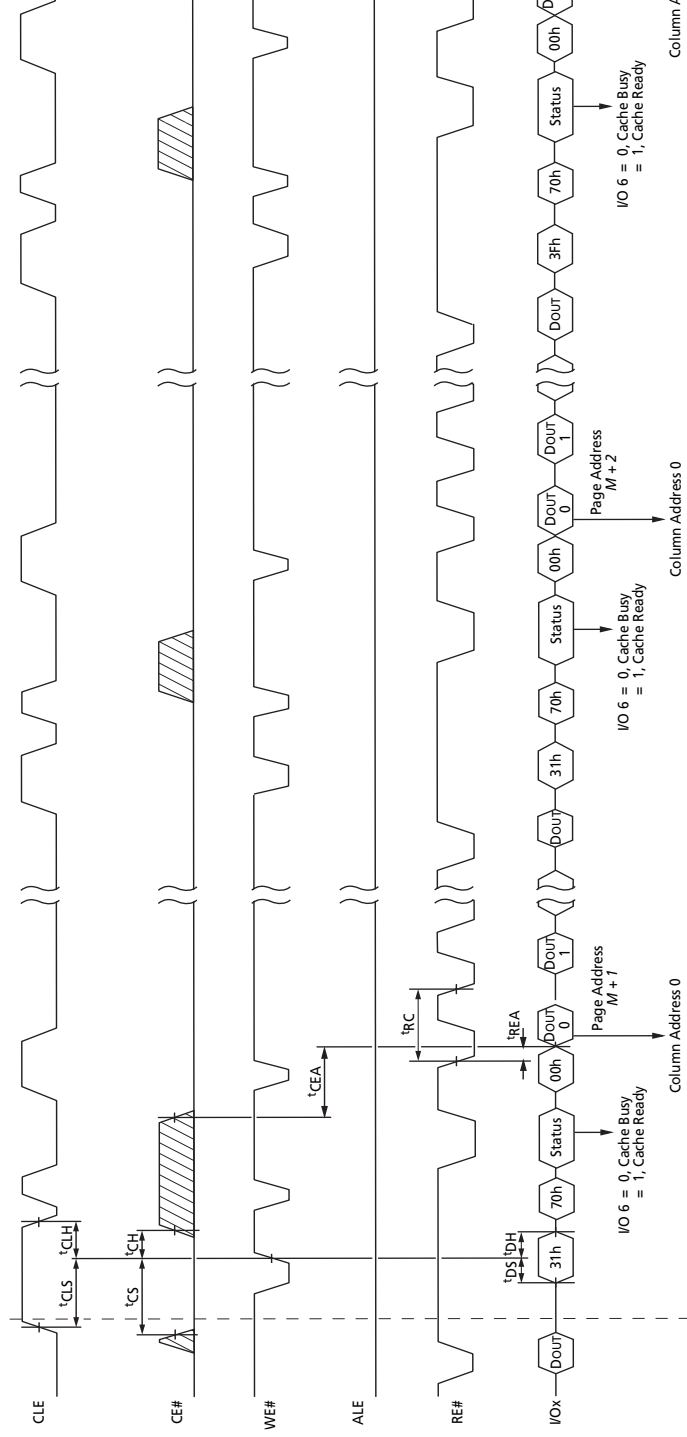 CLE
tCLS
tCLH
CE#
tCS
tCH
WE#
ALE
tCEA
RE#
tRC
tREA
I/Ox
DOUT
tDS
tDH
31h
70h
Status
00h
DOUT
0
DOUT
1
DOUT
31h
70h
Status
00h
DOUT
0
DOUT
1
DOUT
3Fh
70h
Status
00h
D
I/O 6 = 0, Cache Busy
= 1, Cache Ready
Page Address
M + 1
Column Address 0
I/O 6 = 0, Cache Busy
= 1, Cache Ready
Page Address
M + 2
Column Address 0
I/O 6 = 0, Cache Busy
= 1, Cache Ready
Column A